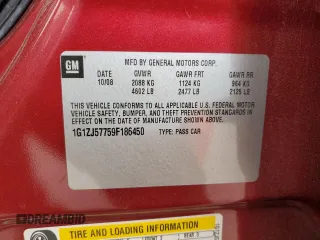 GM
MFD BY GENERAL MOTORS CORP.
DATE GVWR GAWR FRT GAWR RR
10/08 2088 KG 1124 KG 964 KG
4602 LB 2477 LB 2125 LB
THIS VEHICLE CONFORMS TO ALL APPLICABLE U.S. FEDERAL MOTOR
VEHICLE SAFETY, BUMPER, AND THEFT PREVENTION STANDARDS IN
EFFECT ON THE DATE OF MANUFACTURE SHOWN ABOVE.
1G1ZJ57759F186450 TYPE: PASS CAR
TIRE AND LOADING INFORMATION